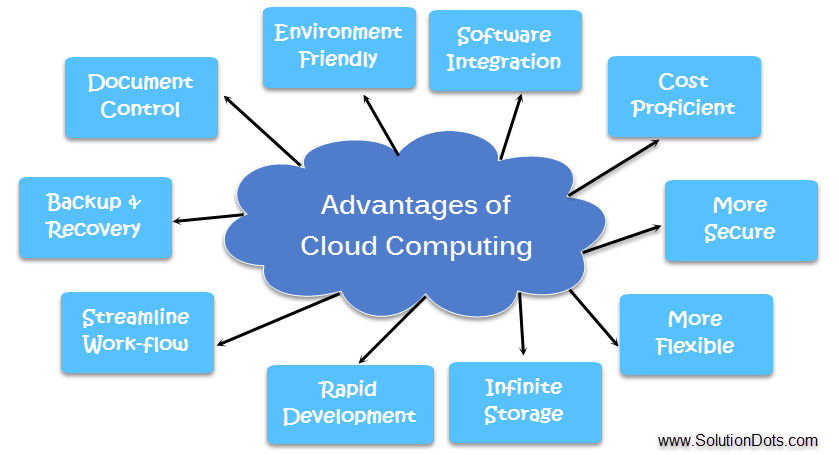 Environment
Friendly
Software
Integration
Document
Control
Cost
Proficient
Advantages of
Cloud Computing
Backup &
Recovery
More
Secure
Streamline
Work-flow
More
Flexible
Rapid
Development
Infinite
Storage
www.SolutionDots.com